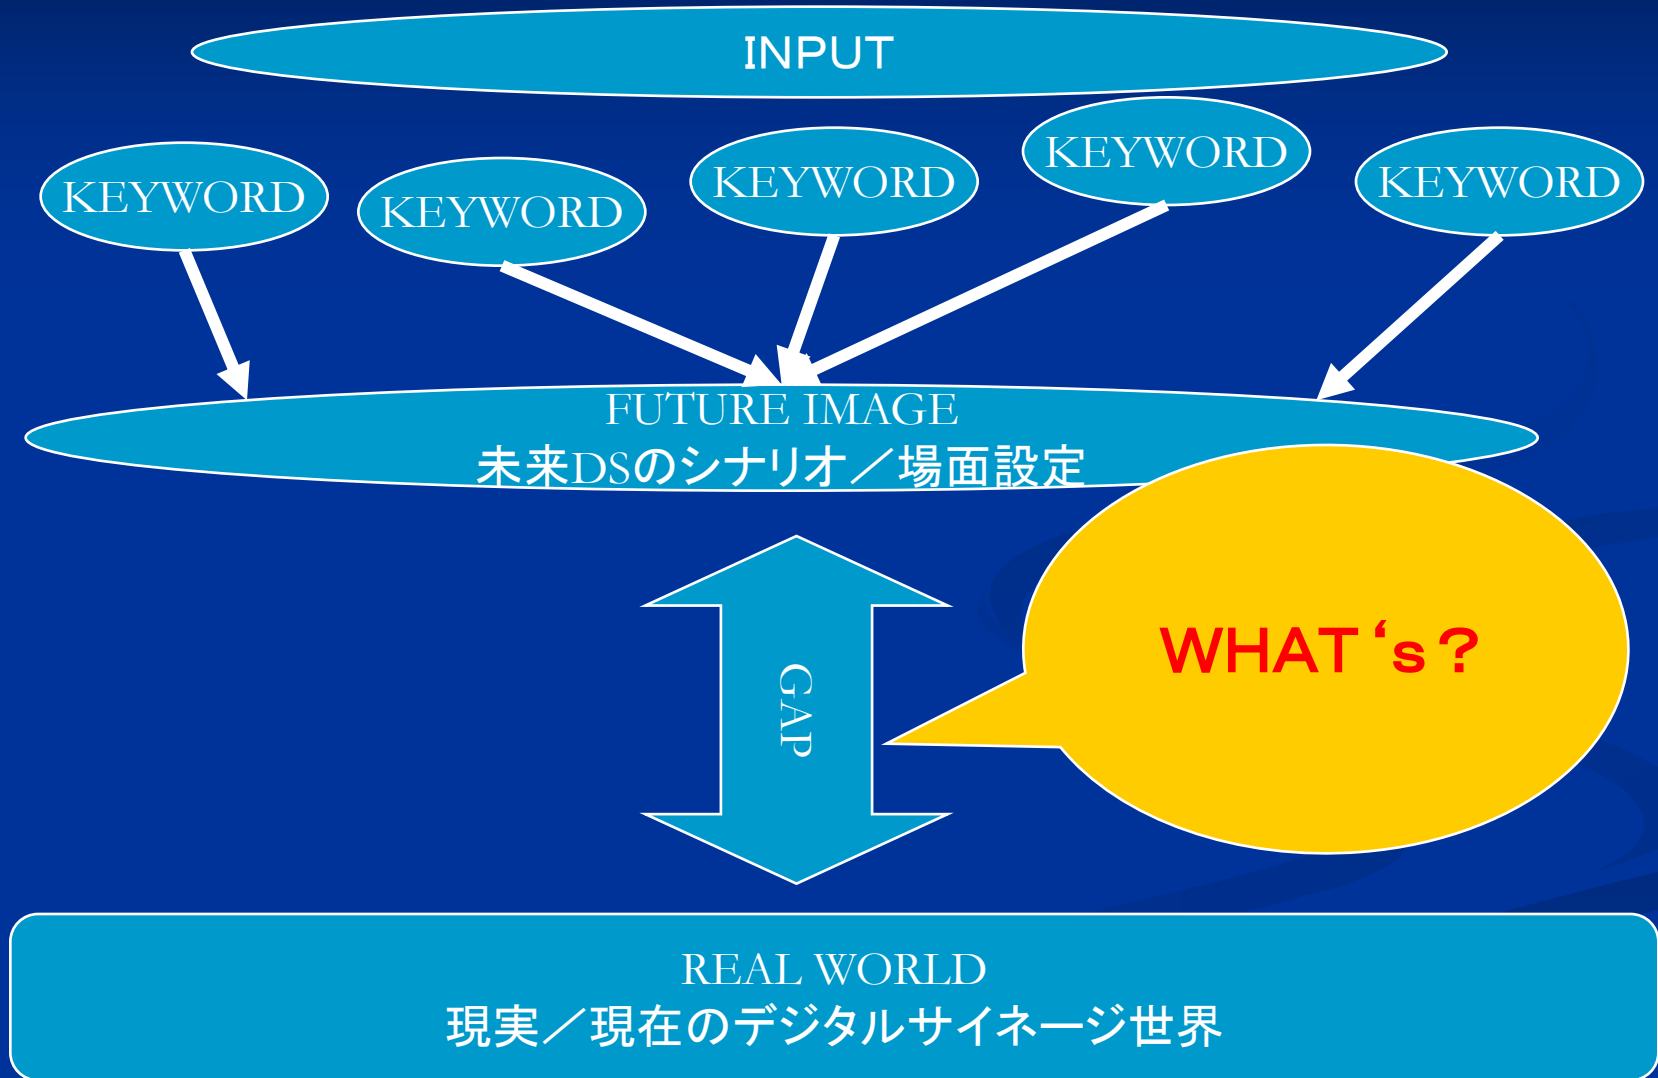 INPUT
KEYWORD
KEYWORD
KEYWORD
KEYWORD
KEYWORD
FUTURE IMAGE
未来DSのシナリオ／場面設定
GAP
WHAT‘s？
REAL WORLD
現実／現在のデジタルサイネージ世界